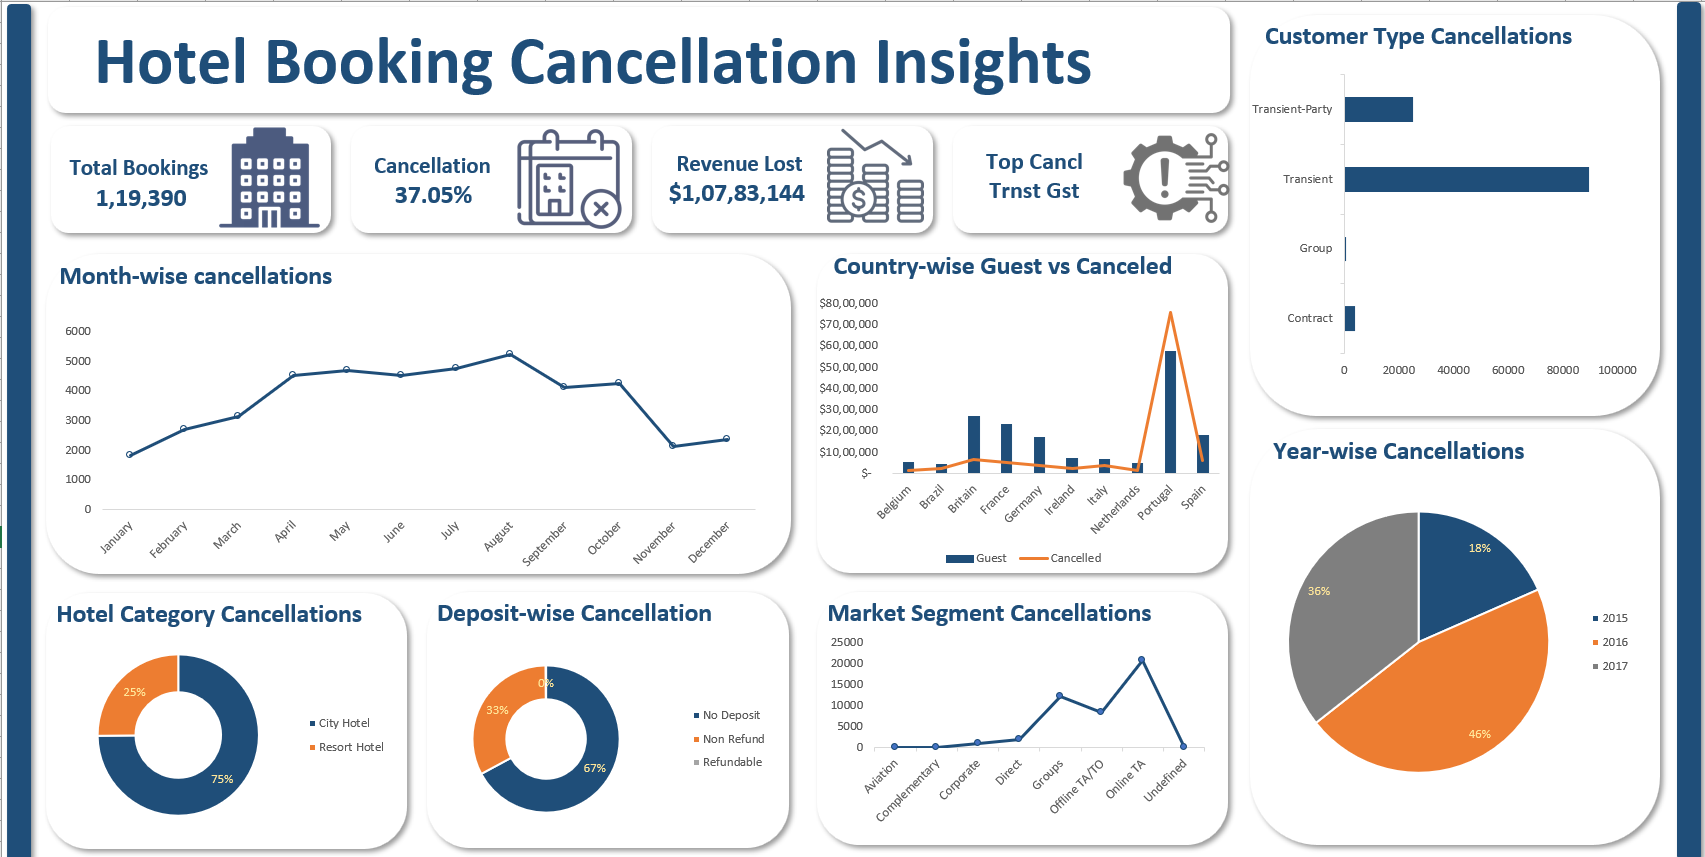 Hotel Booking Cancellation Insights
Total Bookings
1,19,390
Cancellation
37.05%
Revenue Lost
$1,07,83,144
Top Cancl
Trnst Gst
Customer Type Cancellations
Transient-Party
Transient
Group
Contract
0 20000 40000 60000 80000 100000
Month-wise cancellations
6000
5000
4000
3000
2000
1000
0
January February March April May June July August September October November December
Country-wise Guest vs Canceled
$80,00,000
$70,00,000
$60,00,000
$50,00,000
$40,00,000
$30,00,000
$20,00,000
$10,00,000
$-
Belgium Brazil Britain France Germany Ireland Italy Netherlands Portugal Spain
Guest Cancelled
Year-wise Cancellations
18%
36%
46%
2015
2016
2017
Hotel Category Cancellations
25%
75%
City Hotel
Resort Hotel
Deposit-wise Cancellation
0%
33%
67%
No Deposit
Non Refund
Refundable
Market Segment Cancellations
25000
20000
15000
10000
5000
0
Aviation Complementary Corporate Direct Groups Offline TA/TO Online TA Undefined
$